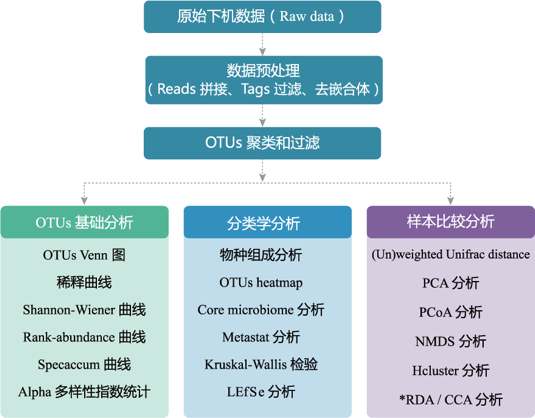 原始下机数据（Raw data）
数据预处理
（Reads 拼接、Tags 过滤、去嵌合体）
OTUs 聚类和过滤
OTUs 基础分析
OTUs Venn 图
稀释曲线
Shannon-Wiener 曲线
Rank-abundance 曲线
Specaccum 曲线
Alpha 多样性指数统计
分类学分析
物种组成分析
OTUs heatmap
Core microbiome 分析
Metastat 分析
Kruskal-Wallis 检验
LEfSe 分析
样本比较分析
(Un)weighted Unifrac distance
PCA 分析
PCoA 分析
NMDS 分析
Hcluster 分析
*RDA / CCA 分析